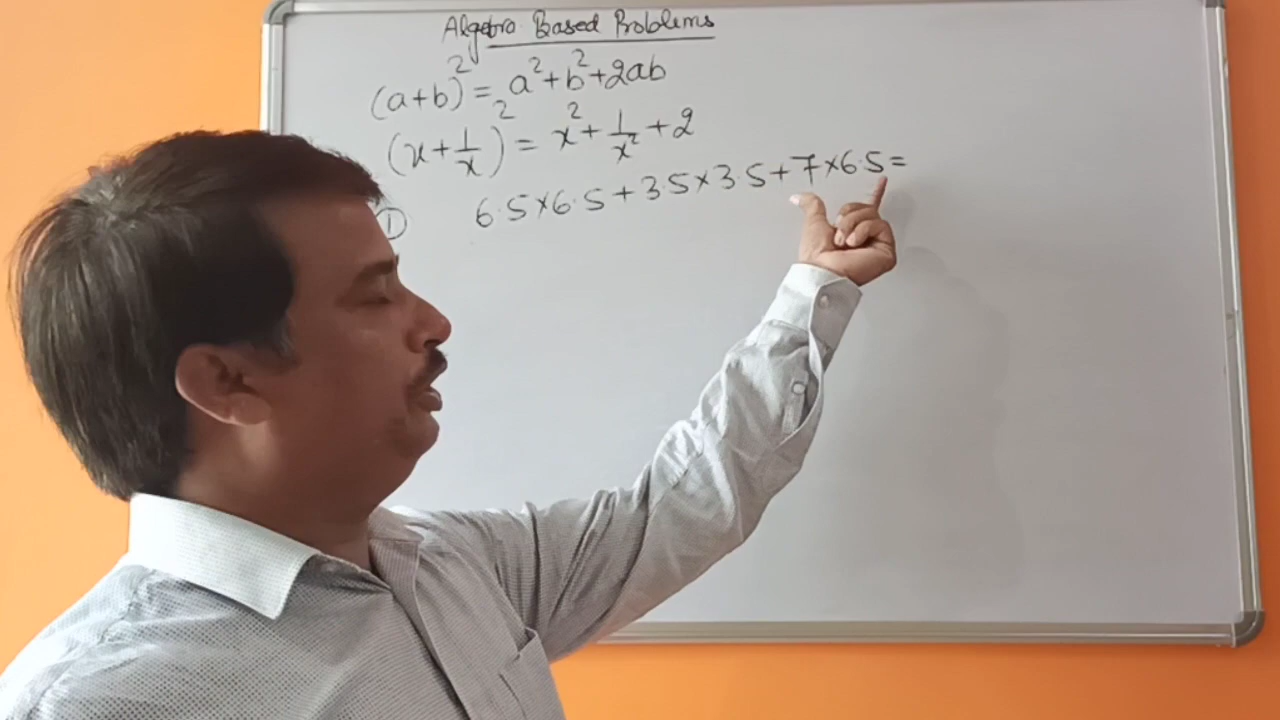 Algebra Based Problems
(a+b)² = a²+b²+2ab
(x+1/x)² = x²+1/x²+2
① 6.5×6.5+3.5×3.5+7×6.5=